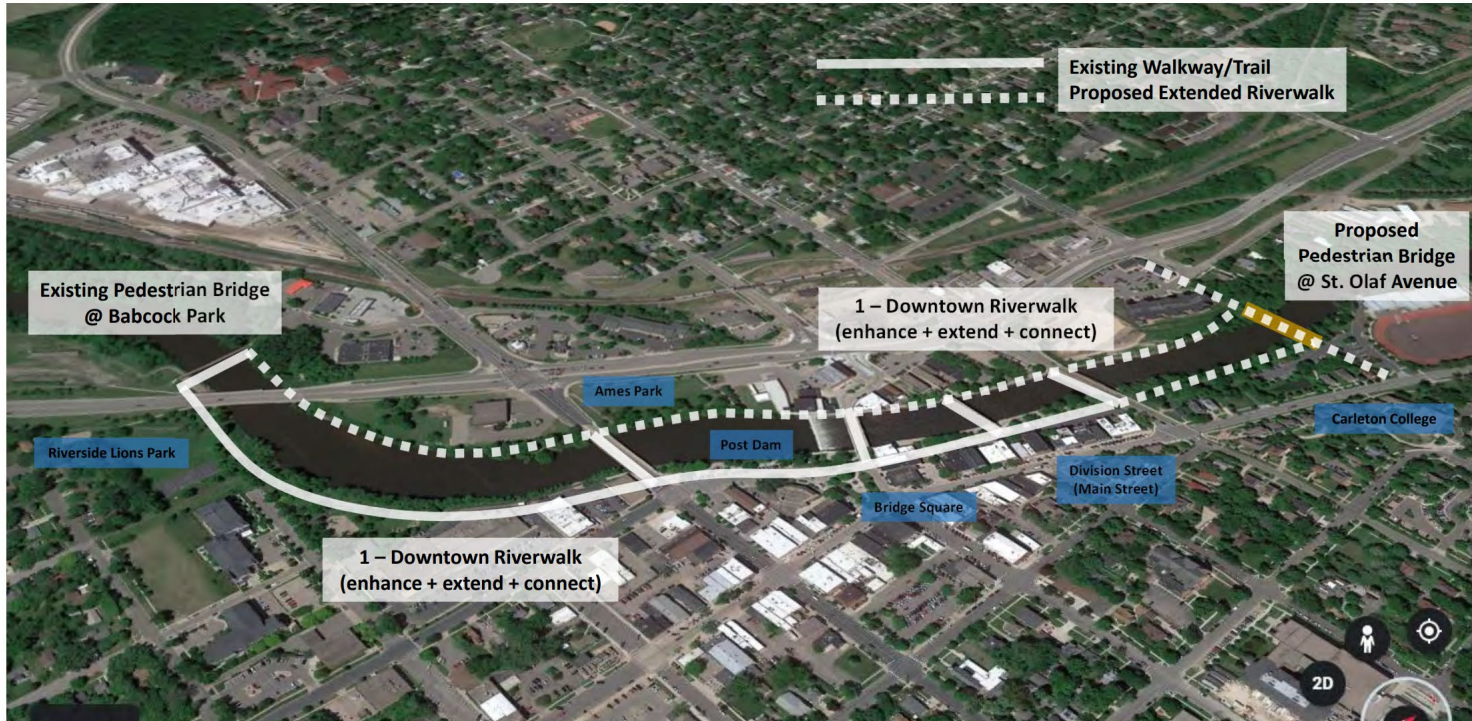 Existing Walkway/Trail
Proposed Extended Riverwalk
Proposed
Pedestrian Bridge
@ St. Olaf Avenue
Existing Pedestrian Bridge
@ Babcock Park
1 – Downtown Riverwalk
(enhance + extend + connect)
Ames Park
Riverside Lions Park
Post Dam
Carleton College
Division Street
(Main Street)
Bridge Square
1 – Downtown Riverwalk
(enhance + extend + connect)
2D